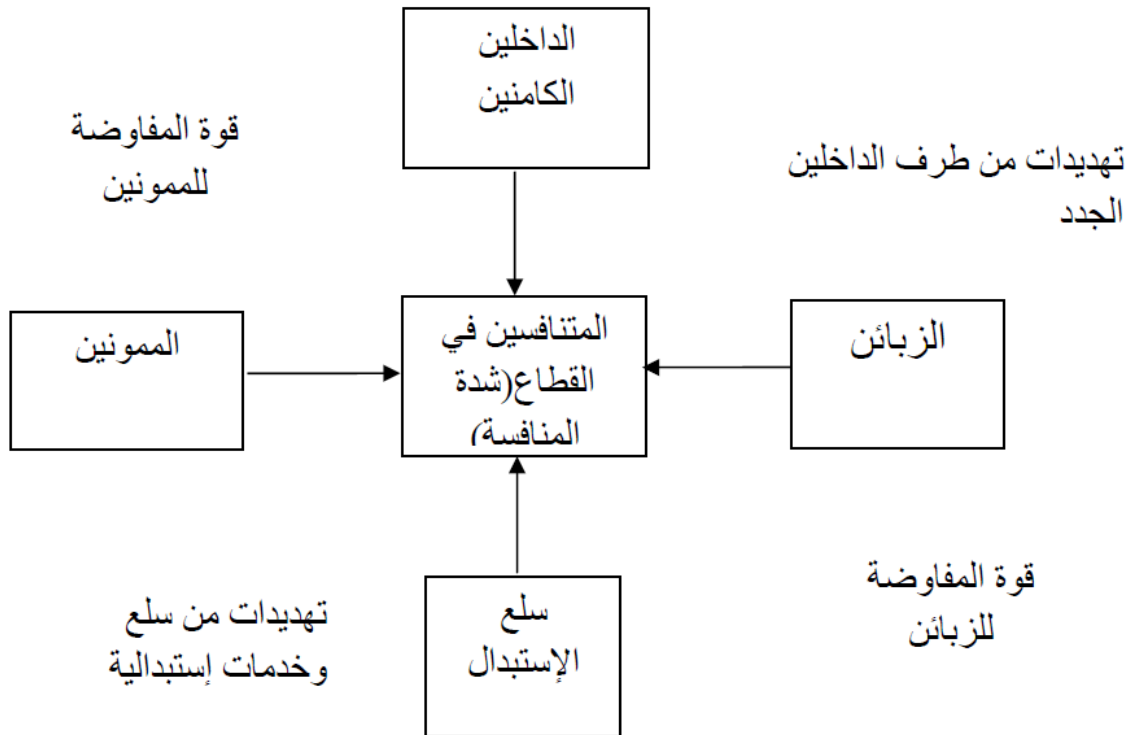 الداخلين
الكامنين
قوة المفاوضة
للممونين
تهديدات من طرف الداخلين
الجدد
الزبائن
المتنافسين في
القطاع(شدة
المنافسة)
الممونين
قوة المفاوضة
للزبائن
سلع
الإستبدال
تهديدات من سلع
وخدمات إستبدالية